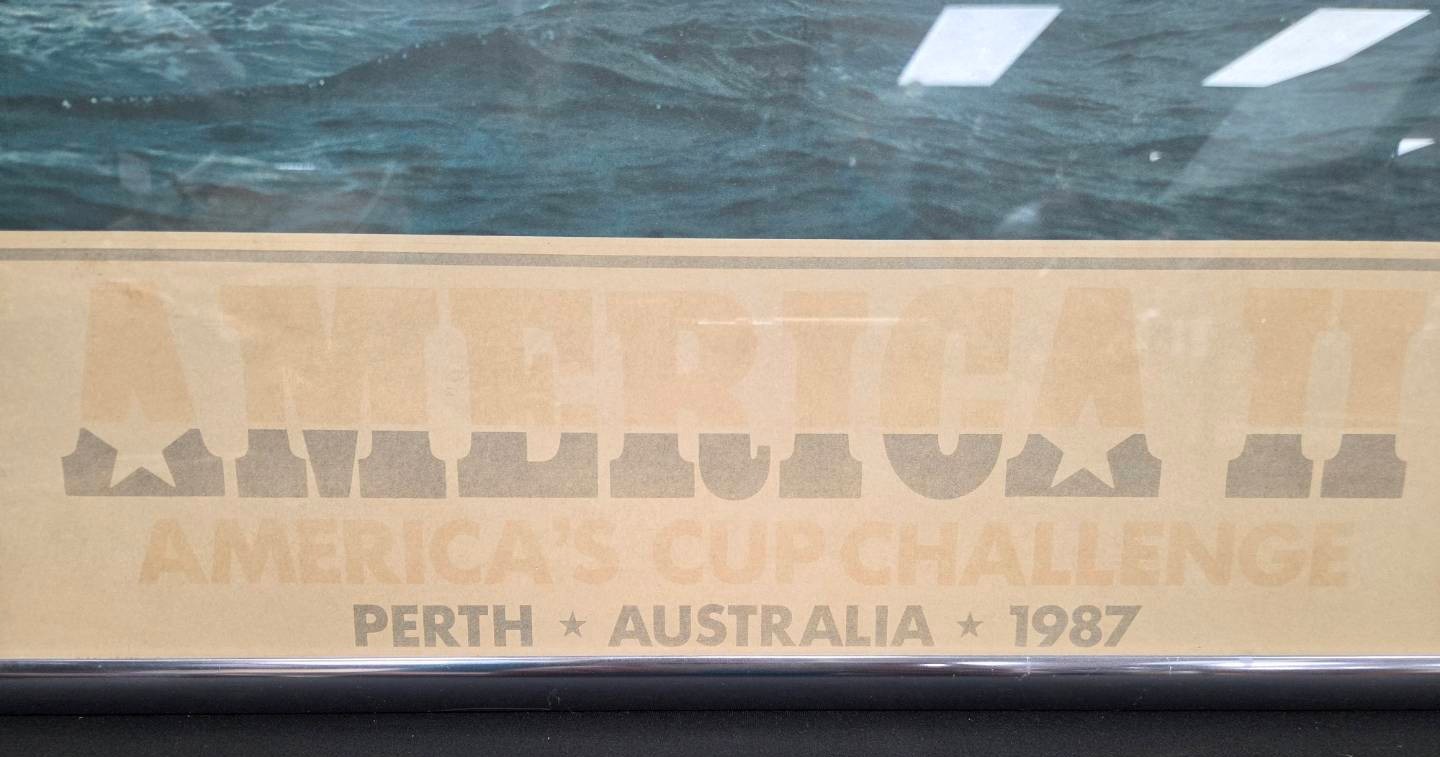 AMERICA II
AMERICA'S CUP CHALLENGE
PERTH ★ AUSTRALIA ★ 1987